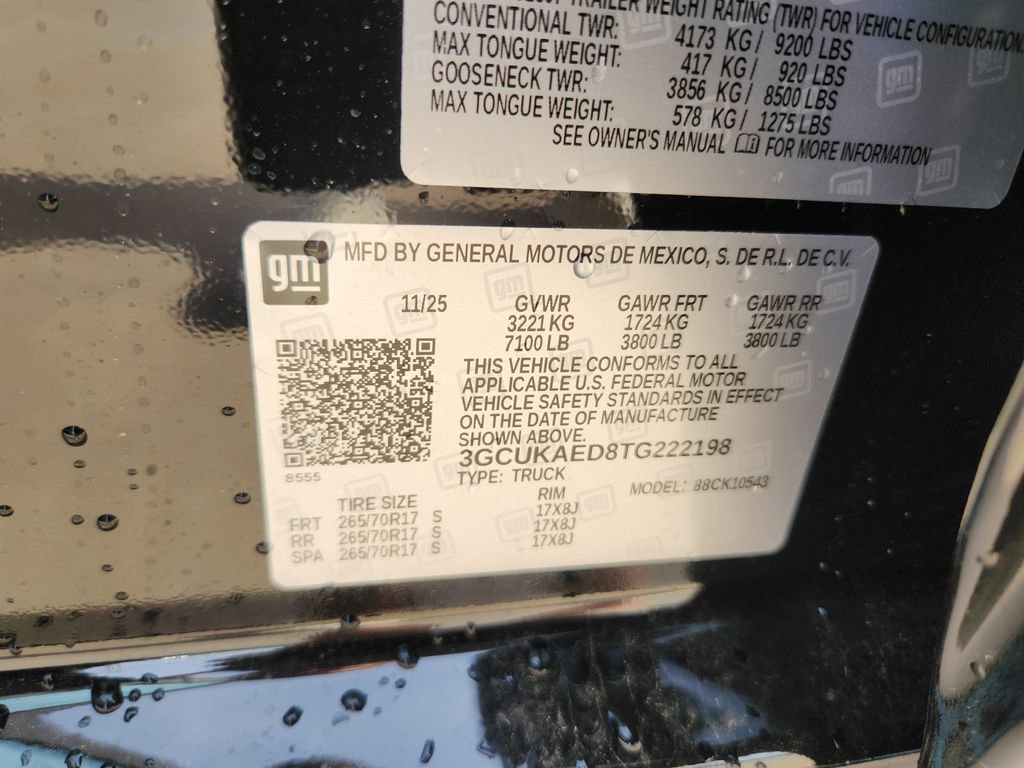 TRAILER WEIGHT RATING (TWR) FOR VEHICLE CONFIGURATION
CONVENTIONAL TWR: 4173 KG / 9200 LBS
MAX TONGUE WEIGHT: 417 KG / 920 LBS
GOOSENECK TWR: 3856 KG / 8500 LBS
MAX TONGUE WEIGHT: 578 KG / 1275 LBS
SEE OWNER'S MANUAL FOR MORE INFORMATION
gm MFD BY GENERAL MOTORS DE MEXICO, S. DE R.L. DE C.V.
11/25 GVWR GAWR FRT GAWR RR
3221 KG 1724 KG 1724 KG
7100 LB 3800 LB 3800 LB
THIS VEHICLE CONFORMS TO ALL
APPLICABLE U.S. FEDERAL MOTOR
VEHICLE SAFETY STANDARDS IN EFFECT
ON THE DATE OF MANUFACTURE
SHOWN ABOVE.
3GCUKAED8TG222198
8555 TYPE: TRUCK MODEL: 88CK10543
TIRE SIZE RIM
FRT 265/70R17 S 17X8J
RR 265/70R17 S 17X8J
SPA 265/70R17 S 17X8J